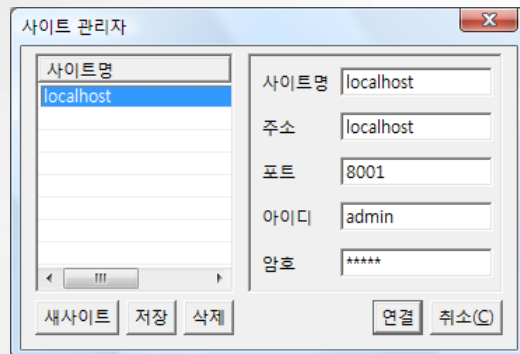 사이트 관리자
사이트명
localhost
사이트명 localhost
주소 localhost
포트 8001
아이디 admin
암호 *****
새사이트 저장 삭제 연결 취소(C)